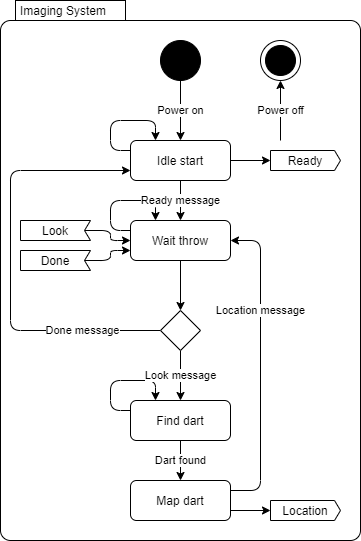 Imaging System
Power on
Power off
Idle start
Ready
Ready message
Look
Wait throw
Done
Location message
Done message
Look message
Find dart
Dart found
Map dart
Location